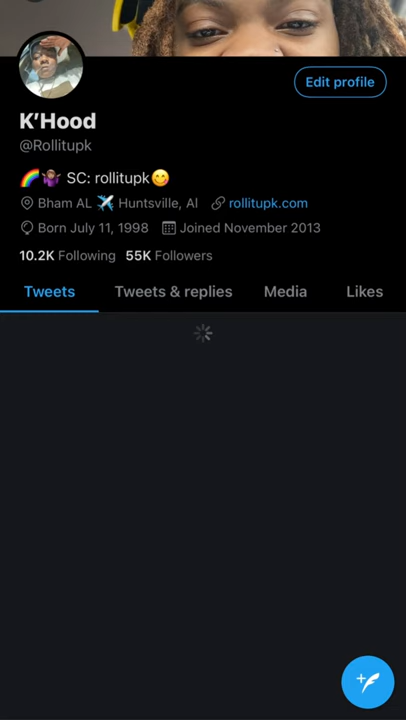 Edit profile
K'Hood
@Rollitupk
🌈🤷🏾‍♀️ SC: rollitupk😋
Bham AL ✈️ Huntsville, Al rollitupk.com
Born July 11, 1998 Joined November 2013
10.2K Following 55K Followers
Tweets Tweets & replies Media Likes